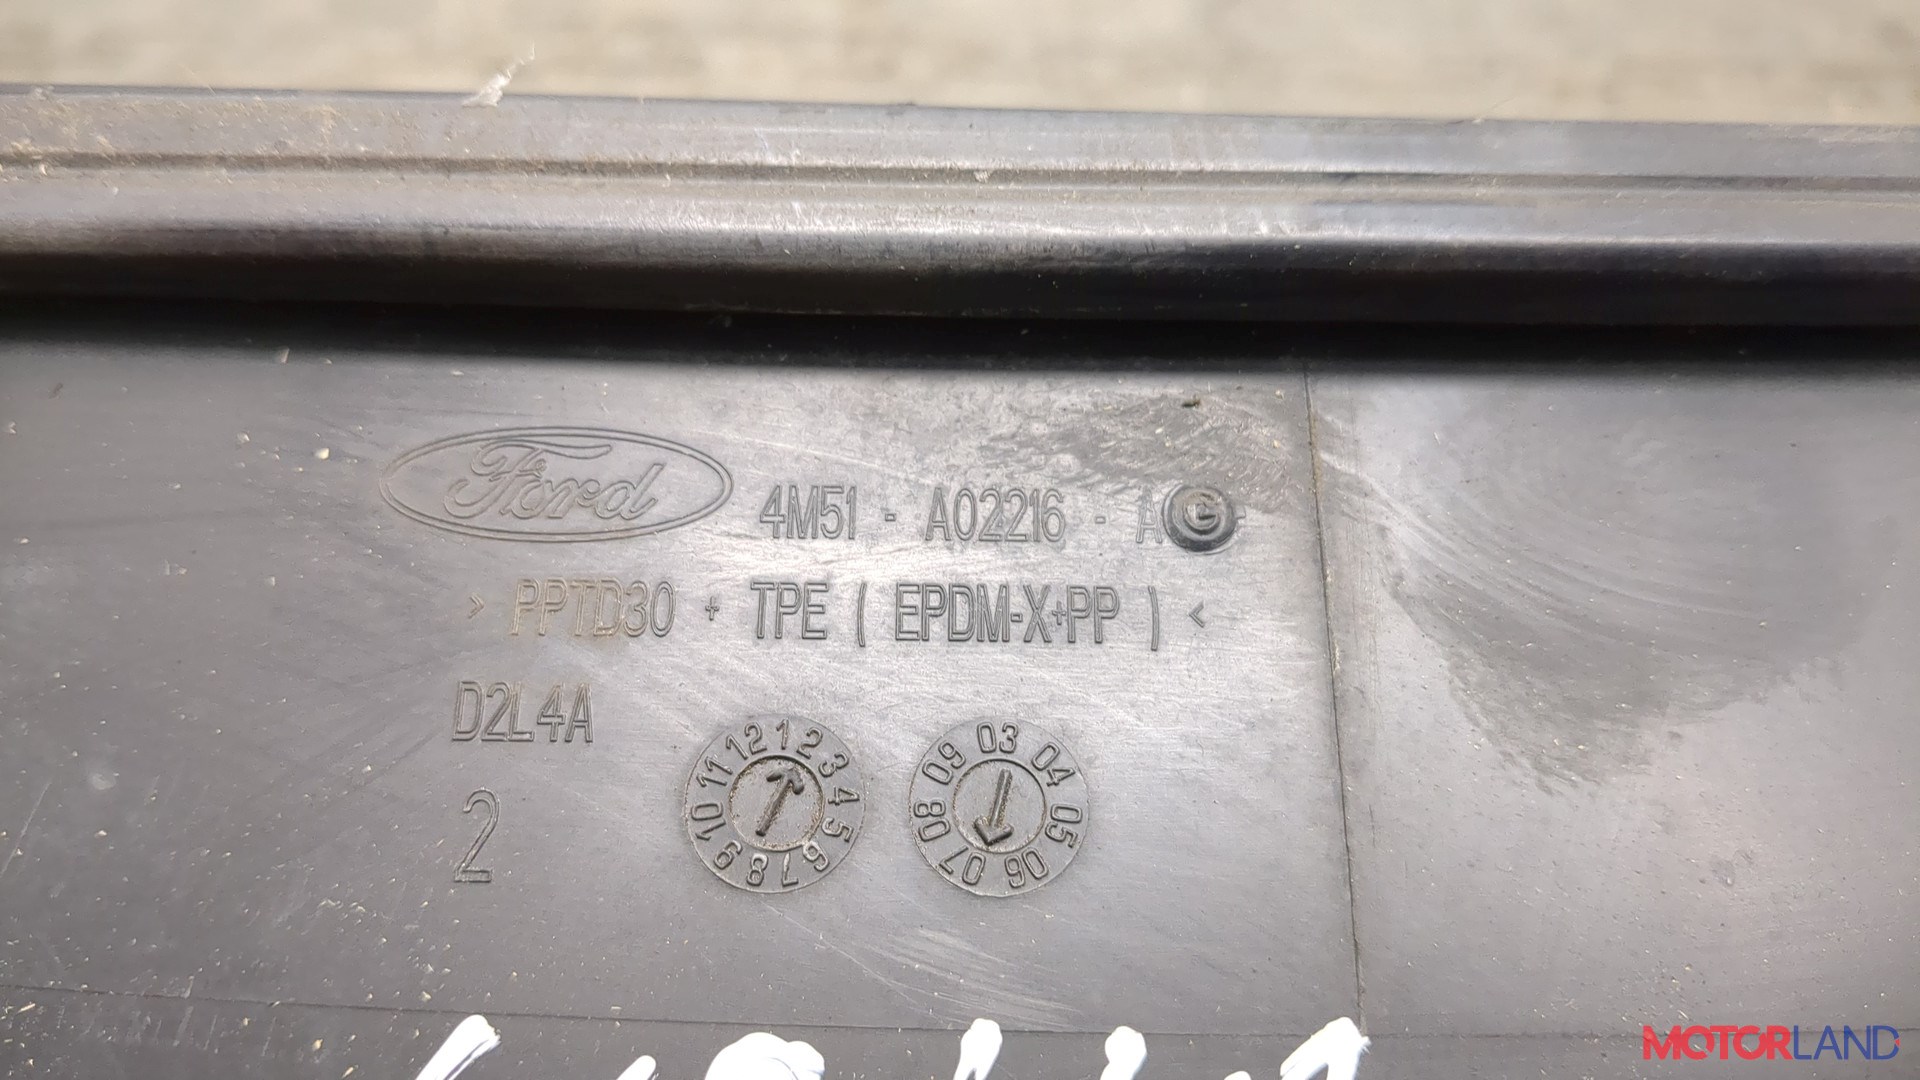 Ford 4M51 - A02216 - A G
> PPTD30 + TPE ( EPDM-X+PP ) <
D2L4A
2
12 1 2 3 4 5 6 7 8 9 10 11
03 04 05 06 07 08 09
MOTORLAND